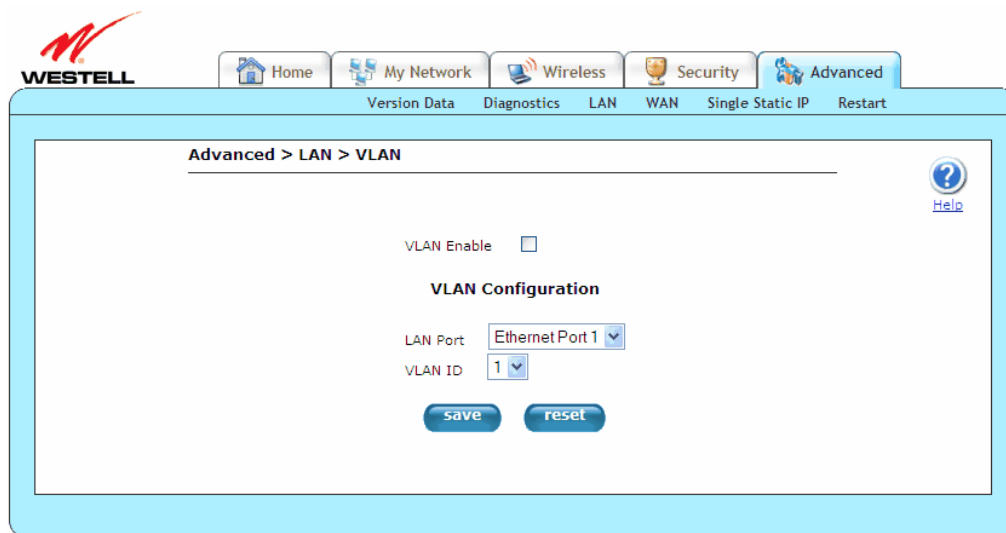 WESTELL
Home My Network Wireless Security Advanced
Version Data Diagnostics LAN WAN Single Static IP Restart
Advanced > LAN > VLAN
? Help
VLAN Enable
VLAN Configuration
LAN Port Ethernet Port 1
VLAN ID 1
save reset